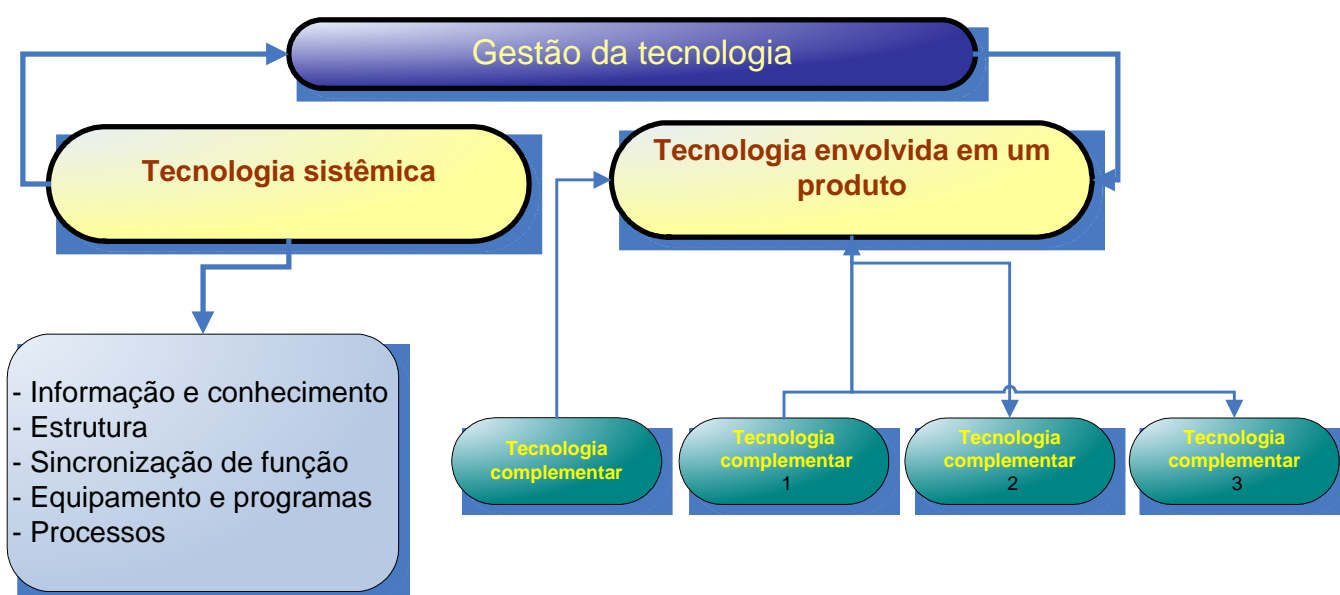 Gestão da tecnologia
Tecnologia sistêmica
Tecnologia envolvida em um
produto
- Informação e conhecimento
- Estrutura
- Sincronização de função
- Equipamento e programas
- Processos
Tecnologia
complementar
Tecnologia
complementar
1
Tecnologia
complementar
2
Tecnologia
complementar
3